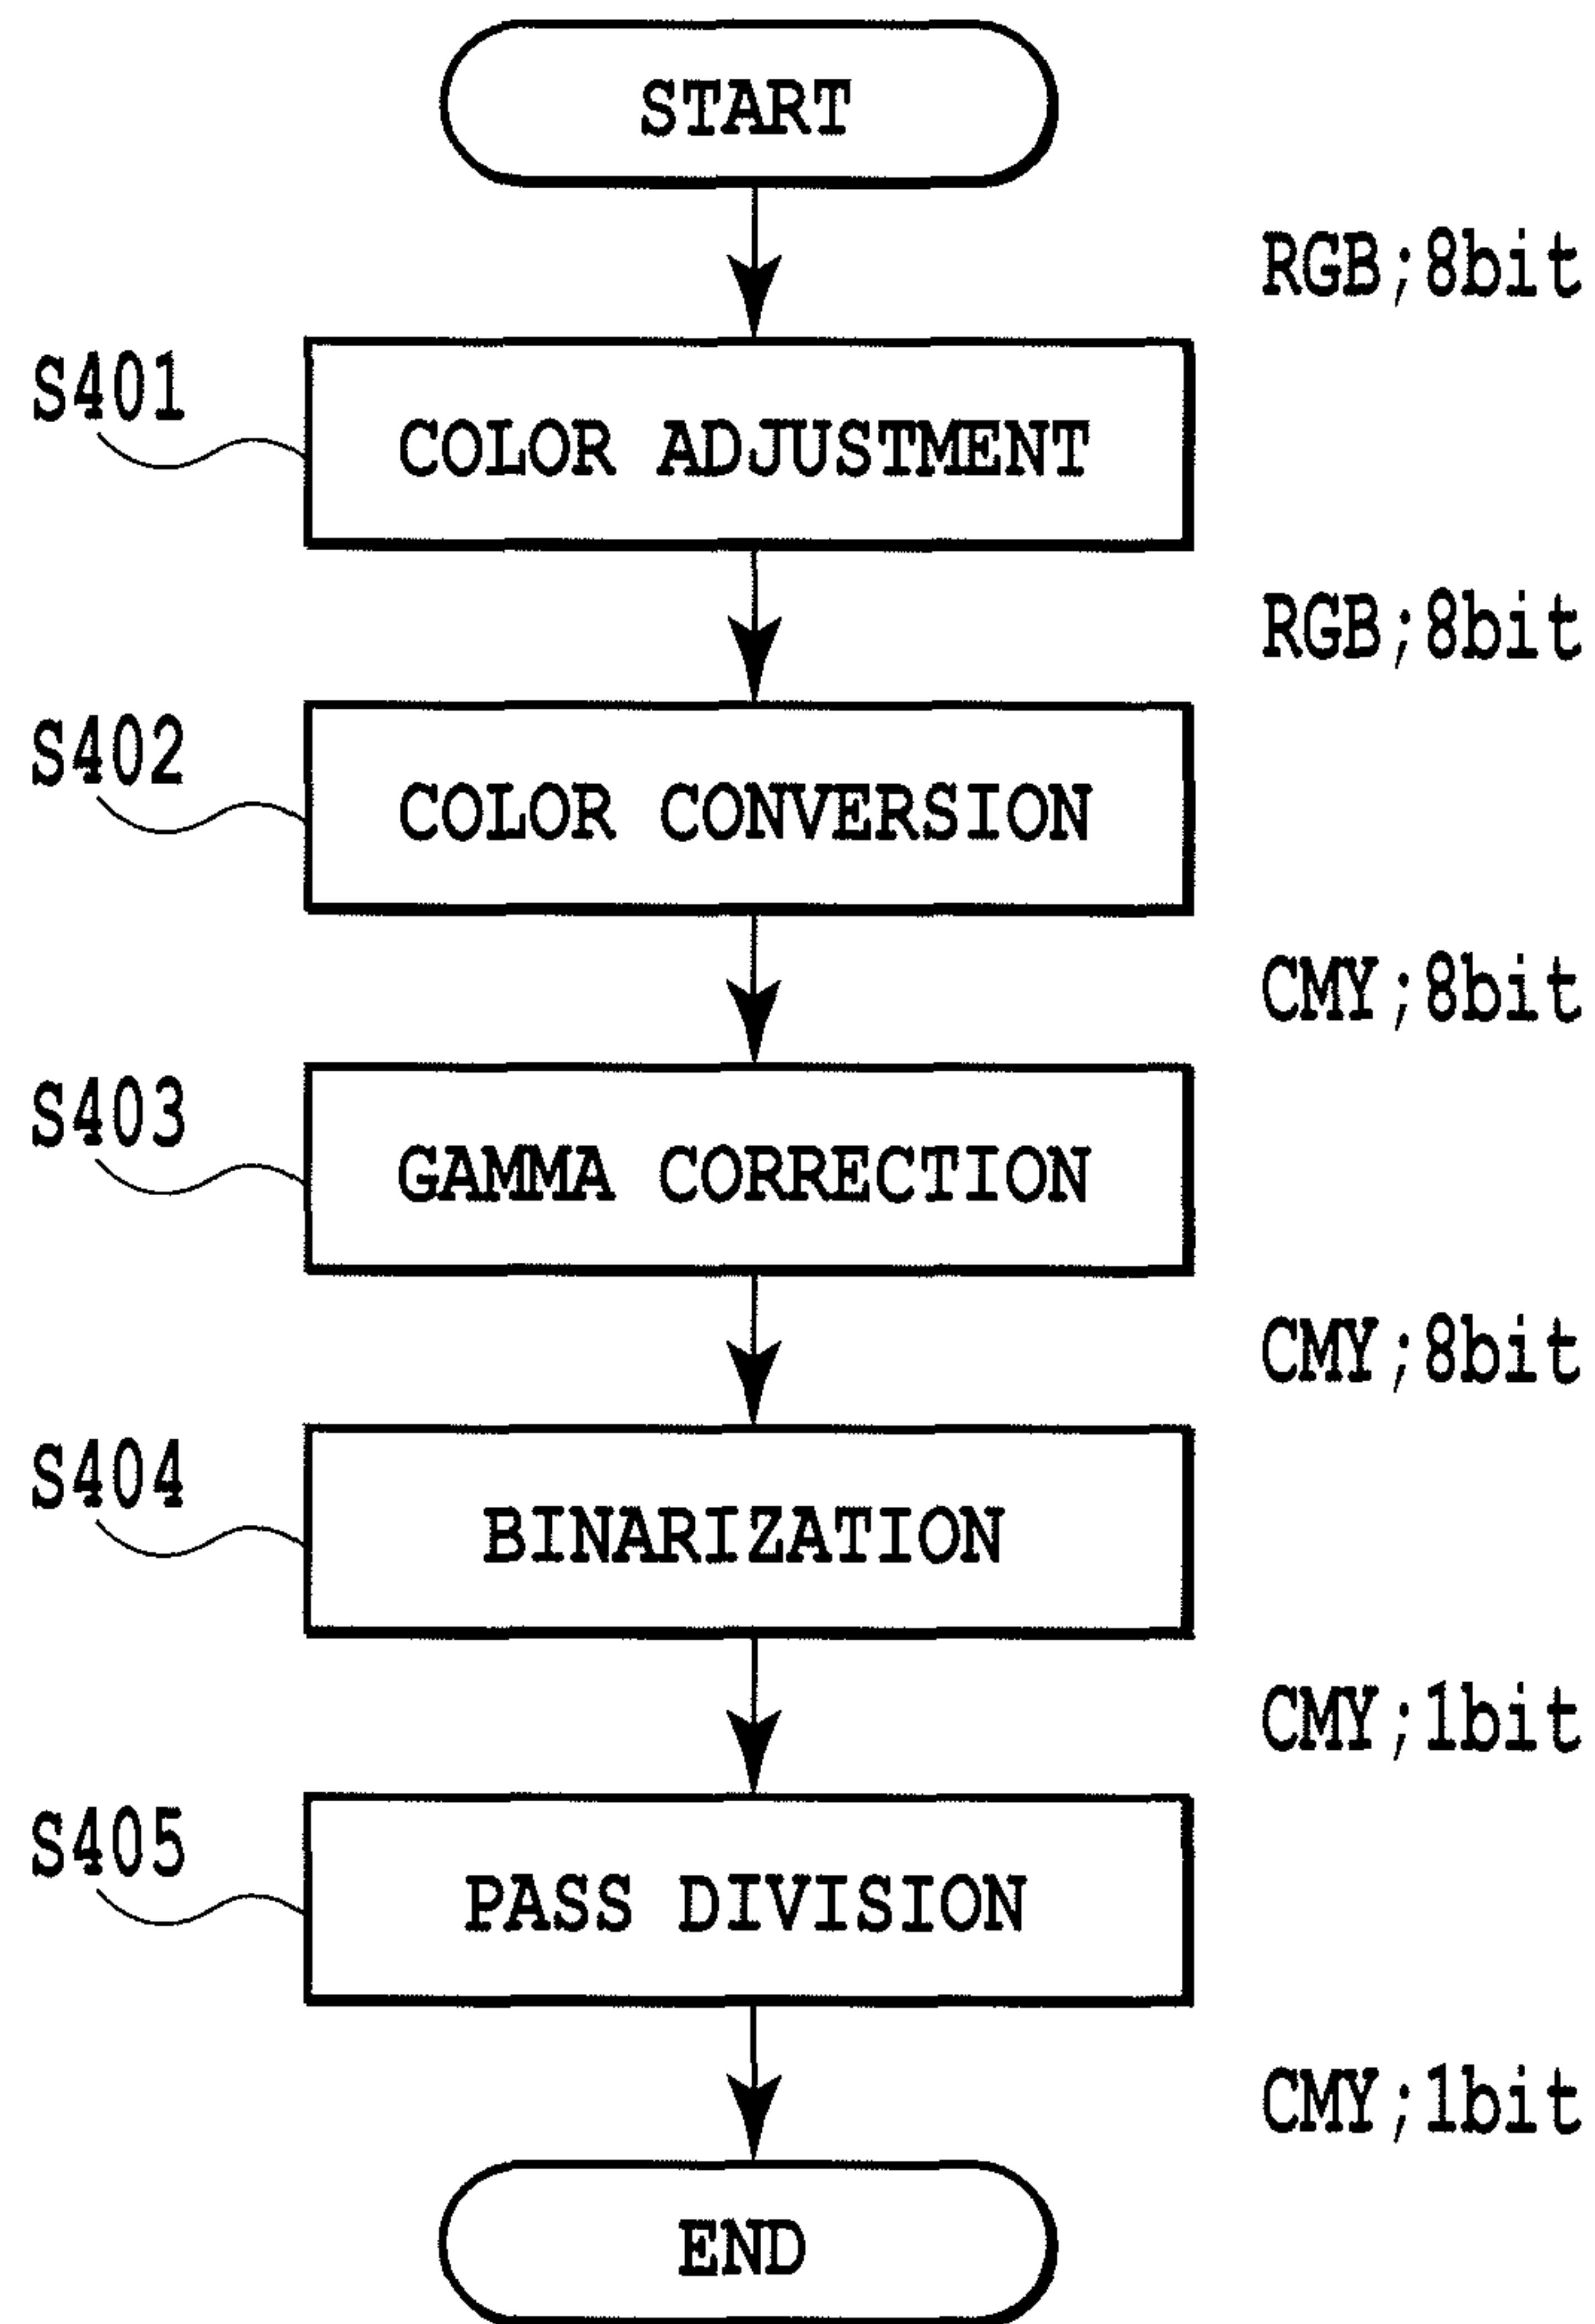 START
RGB;8bit
S401
COLOR ADJUSTMENT
RGB;8bit
S402
COLOR CONVERSION
CMY;8bit
S403
GAMMA CORRECTION
CMY;8bit
S404
BINARIZATION
CMY;1bit
S405
PASS DIVISION
CMY;1bit
END